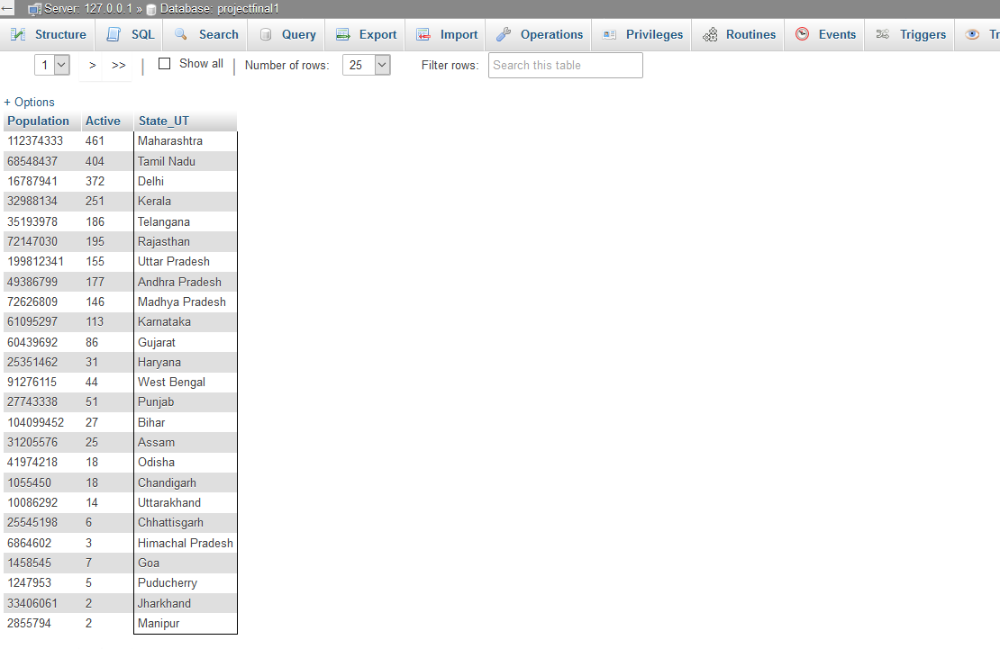 Server: 127.0.0.1 » Database: projectfinal1
Structure SQL Search Query Export Import Operations Privileges Routines Events Triggers Tr
1 > >> | Show all | Number of rows: 25 Filter rows: Search this table
+ Options
Population Active State_UT
112374333 461 Maharashtra
68548437 404 Tamil Nadu
16787941 372 Delhi
32988134 251 Kerala
35193978 186 Telangana
72147030 195 Rajasthan
199812341 155 Uttar Pradesh
49386799 177 Andhra Pradesh
72626809 146 Madhya Pradesh
61095297 113 Karnataka
60439692 86 Gujarat
25351462 31 Haryana
91276115 44 West Bengal
27743338 51 Punjab
104099452 27 Bihar
31205576 25 Assam
41974218 18 Odisha
1055450 18 Chandigarh
10086292 14 Uttarakhand
25545198 6 Chhattisgarh
6864602 3 Himachal Pradesh
1458545 7 Goa
1247953 5 Puducherry
33406061 2 Jharkhand
2855794 2 Manipur